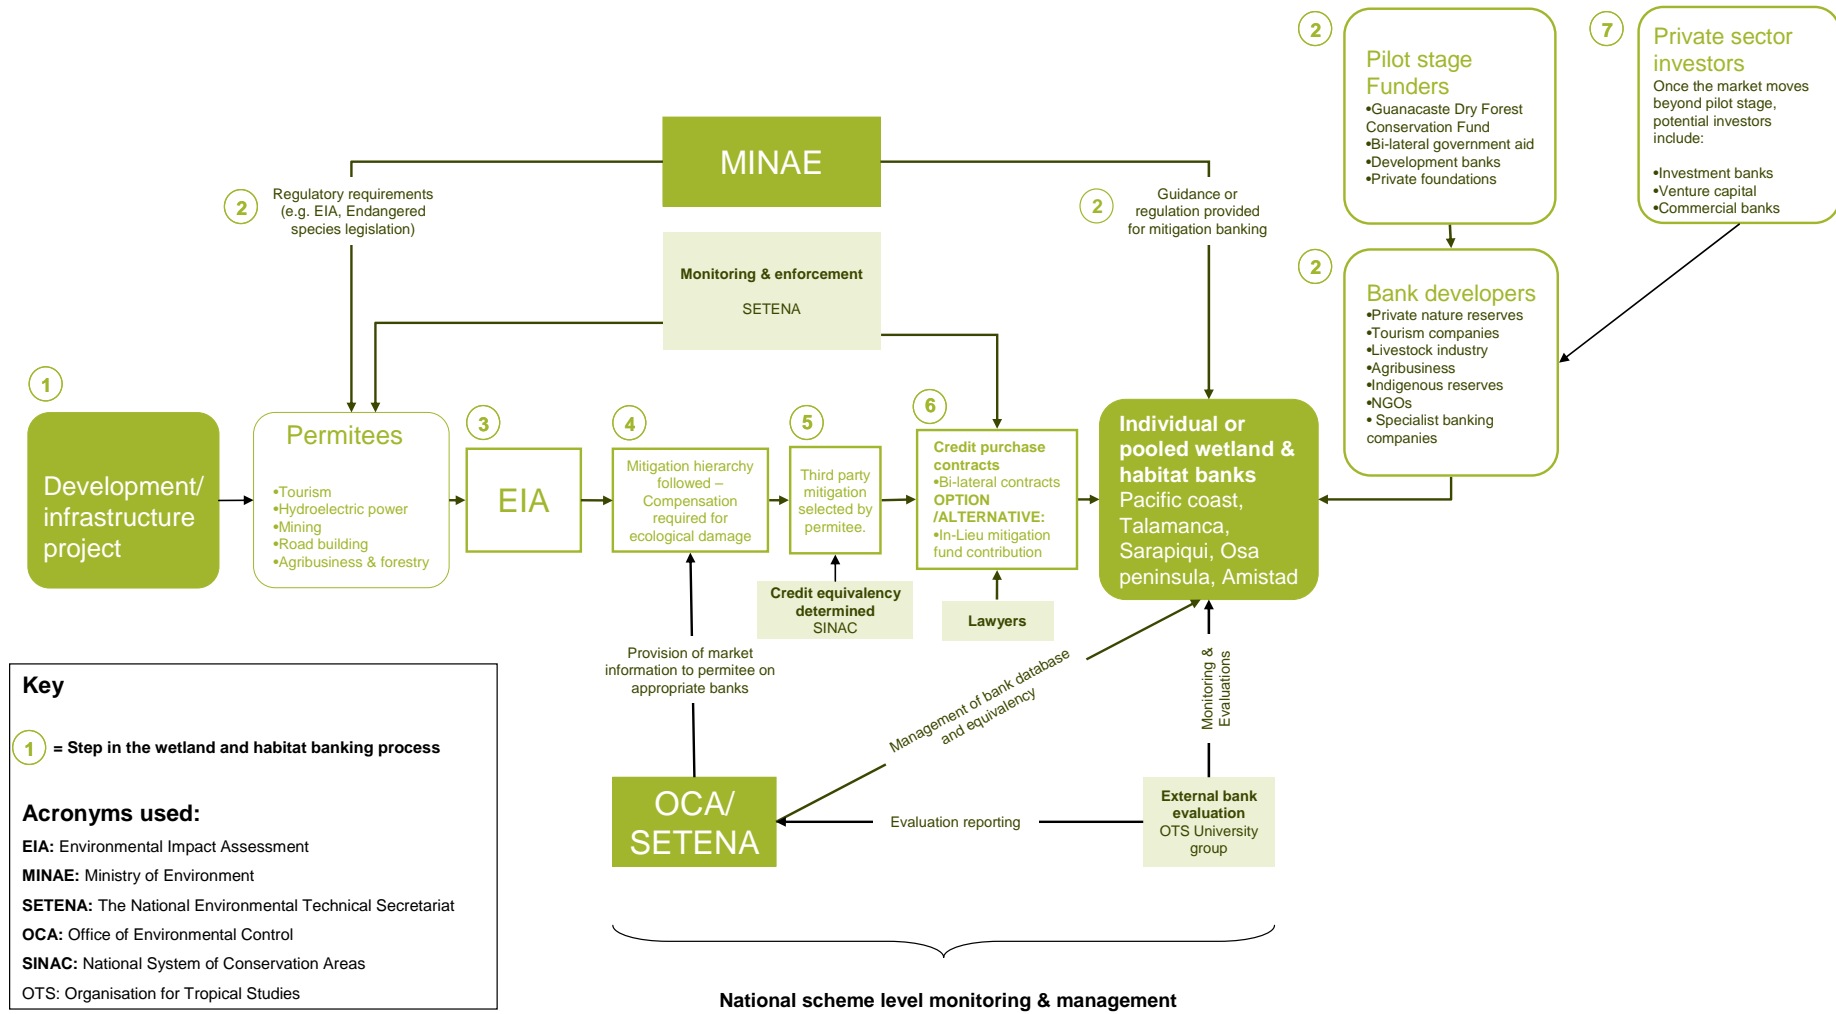 2
Pilot stage
Funders
•Guanacaste Dry Forest
Conservation Fund
•Bi-lateral government aid
•Development banks
•Private foundations
7
Private sector
investors
Once the market moves
beyond pilot stage,
potential investors
include:
•Investment banks
•Venture capital
•Commercial banks
MINAE
2
Regulatory requirements
(e.g. EIA, Endangered
species legislation)
2
Guidance or
regulation provided
for mitigation banking
Monitoring & enforcement
SETENA
2
Bank developers
•Private nature reserves
•Tourism companies
•Livestock industry
•Agribusiness
•Indigenous reserves
•NGOs
• Specialist banking
companies
1
Development/
infrastructure
project
Permitees
•Tourism
•Hydroelectric power
•Mining
•Road building
•Agribusiness & forestry
3
EIA
4
Mitigation hierarchy
followed –
Compensation
required for
ecological damage
5
Third party
mitigation
selected by
permitee.
6
Credit purchase
contracts
•Bi-lateral contracts
OPTION
/ALTERNATIVE:
•In-Lieu mitigation
fund contribution
Individual or
pooled wetland &
habitat banks
Pacific coast,
Talamanca,
Sarapiqui, Osa
peninsula, Amistad
Credit equivalency
determined
SINAC
Lawyers
Provision of market
information to permitee on
appropriate banks
Management of bank database
and equivalency
Monitoring &
Evaluations
OCA/
SETENA
Evaluation reporting
External bank
evaluation
OTS University
group
National scheme level monitoring & management
Key
1
= Step in the wetland and habitat banking process
Acronyms used:
EIA: Environmental Impact Assessment
MINAE: Ministry of Environment
SETENA: The National Environmental Technical Secretariat
OCA: Office of Environmental Control
SINAC: National System of Conservation Areas
OTS: Organisation for Tropical Studies